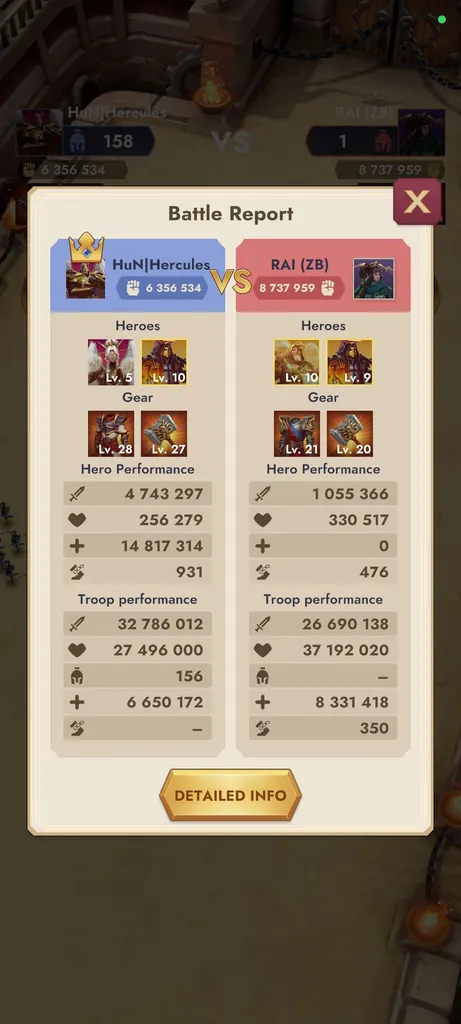 HuN|Hercules
RAI (ZB)
158
VS
1
6 356 534
8 737 959
Battle Report
X
HuN|Hercules
VS
RAI (ZB)
6 356 534
8 737 959
Heroes
Heroes
Lv. 5
Lv. 10
Lv. 10
Lv. 9
Gear
Gear
Lv. 28
Lv. 27
Lv. 21
Lv. 20
Hero Performance
Hero Performance
4 743 297
1 055 366
256 279
330 517
14 817 314
0
931
476
Troop performance
Troop performance
32 786 012
26 690 138
27 496 000
37 192 020
156
–
6 650 172
8 331 418
–
350
DETAILED INFO